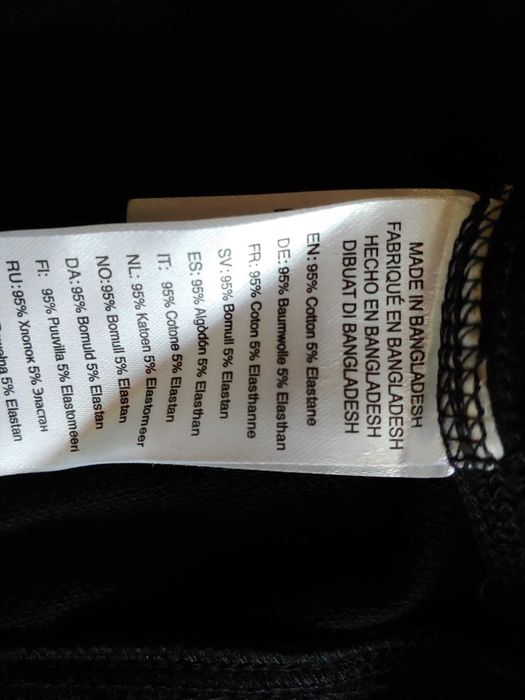 MADE IN BANGLADESH
FABRIQUÉ EN BANGLADESH
HECHO EN BANGLADESH
DIBUAT DI BANGLADESH
EN: 95% Cotton 5% Elastane
DE: 95% Baumwolle 5% Elasthan
FR: 95% Coton 5% Elasthanne
SV: 95% Bomull 5% Elastan
ES: 95% Algodón 5% Elasthan
IT: 95% Cotone 5% Elastan
NL: 95% Katoen 5% Elastomeer
NO: 95% Bomull 5% Elastan
DA: 95% Bomuld 5% Elastan
FI: 95% Puuvilla 5% Elastomeeri
RU: 95% Хлопок 5% Эластан
5% Elastan